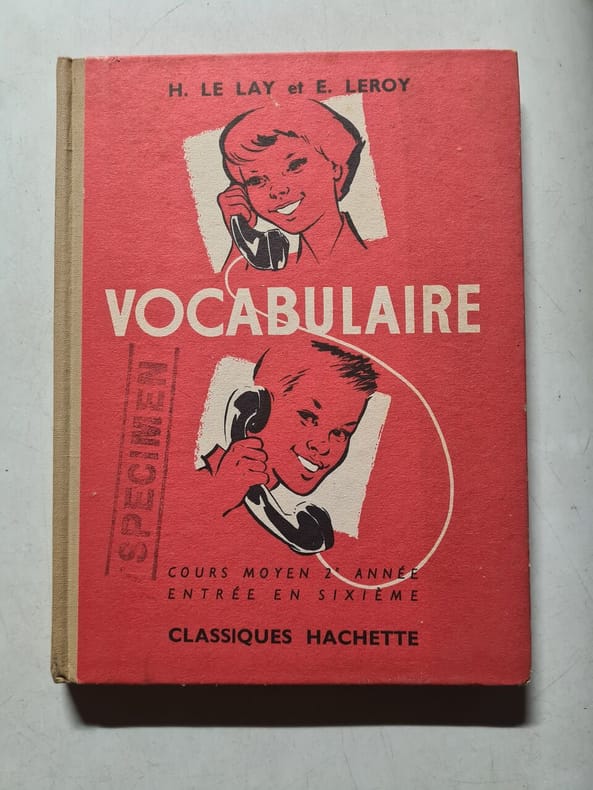 H. LE LAY et E. LEROY
VOCABULAIRE
SPECIMEN
COURS MOYEN 2ᵉ ANNÉE
ENTRÉE EN SIXIÈME
CLASSIQUES HACHETTE